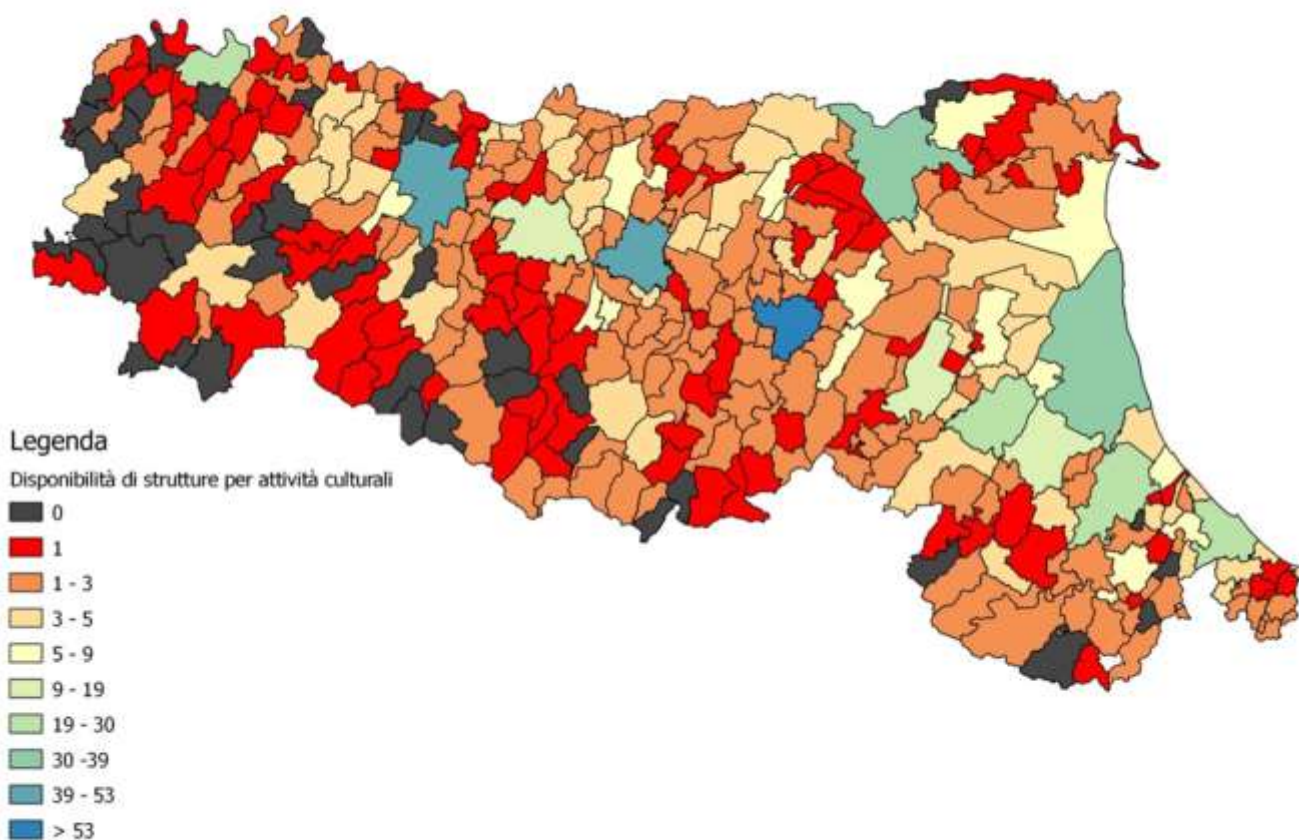 Legenda
Disponibilità di strutture per attività culturali
0
1
1 - 3
3 - 5
5 - 9
9 - 19
19 - 30
30 -39
39 - 53
> 53